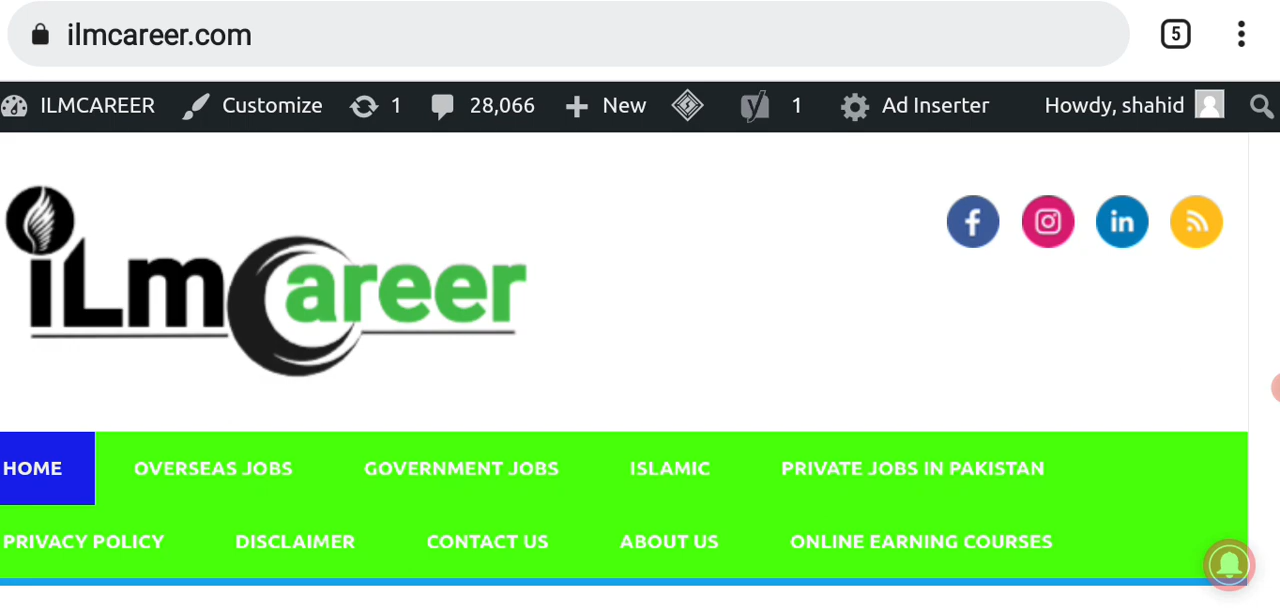 ilmcareer.com 5
ILMCAREER Customize 1 28,066 New 1 Ad Inserter Howdy, shahid
iLmCareer
HOME OVERSEAS JOBS GOVERNMENT JOBS ISLAMIC PRIVATE JOBS IN PAKISTAN
PRIVACY POLICY DISCLAIMER CONTACT US ABOUT US ONLINE EARNING COURSES